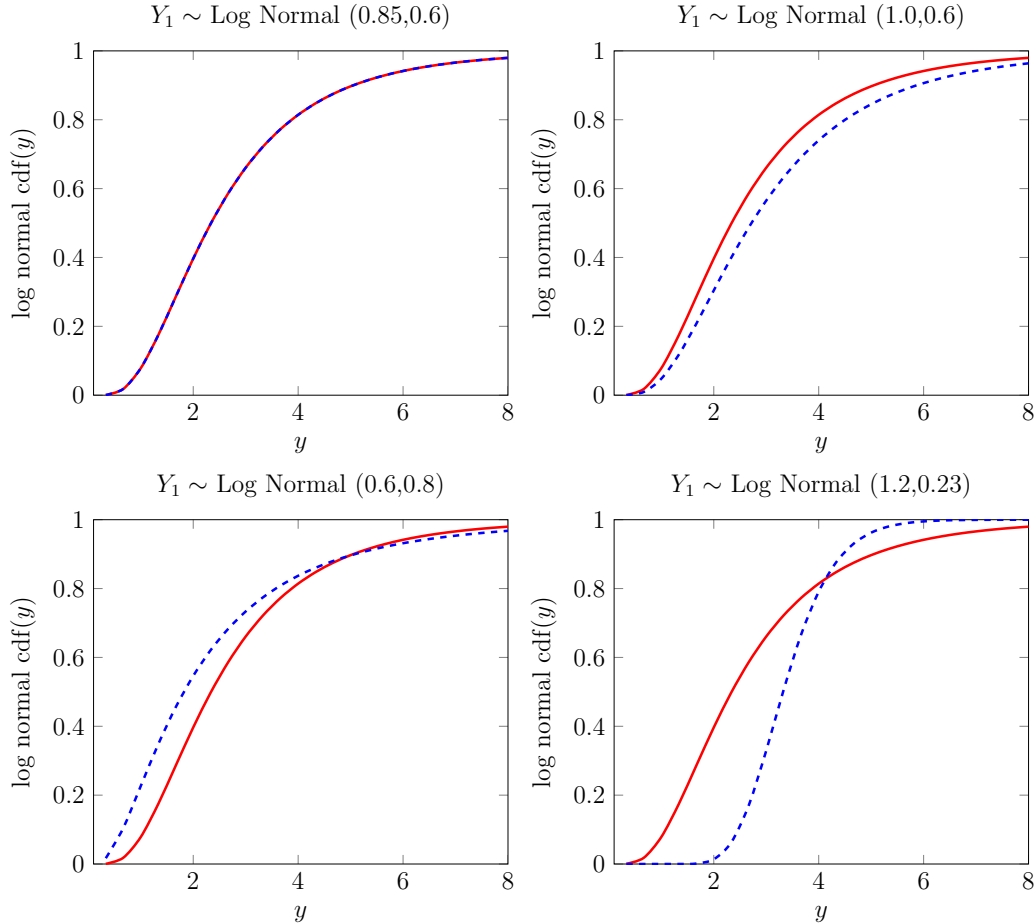 Y₁ ∼ Log Normal (0.85,0.6)
1
0.8
0.6
0.4
0.2
0
2 4 6 8
y
log normal cdf(y)
Y₁ ∼ Log Normal (1.0,0.6)
1
0.8
0.6
0.4
0.2
0
2 4 6 8
y
log normal cdf(y)
Y₁ ∼ Log Normal (0.6,0.8)
1
0.8
0.6
0.4
0.2
0
2 4 6 8
y
log normal cdf(y)
Y₁ ∼ Log Normal (1.2,0.23)
1
0.8
0.6
0.4
0.2
0
2 4 6 8
y
log normal cdf(y)